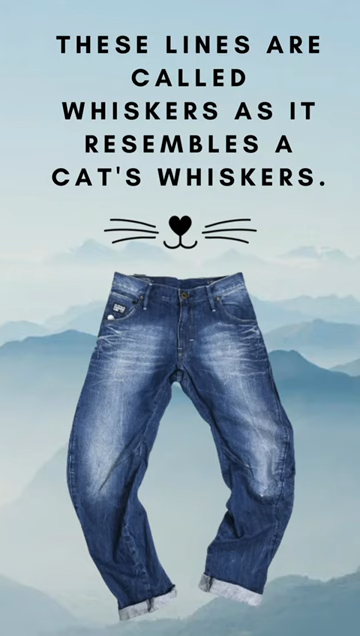 THESE LINES ARE
CALLED
WHISKERS AS IT
RESEMBLES A
CAT'S WHISKERS.